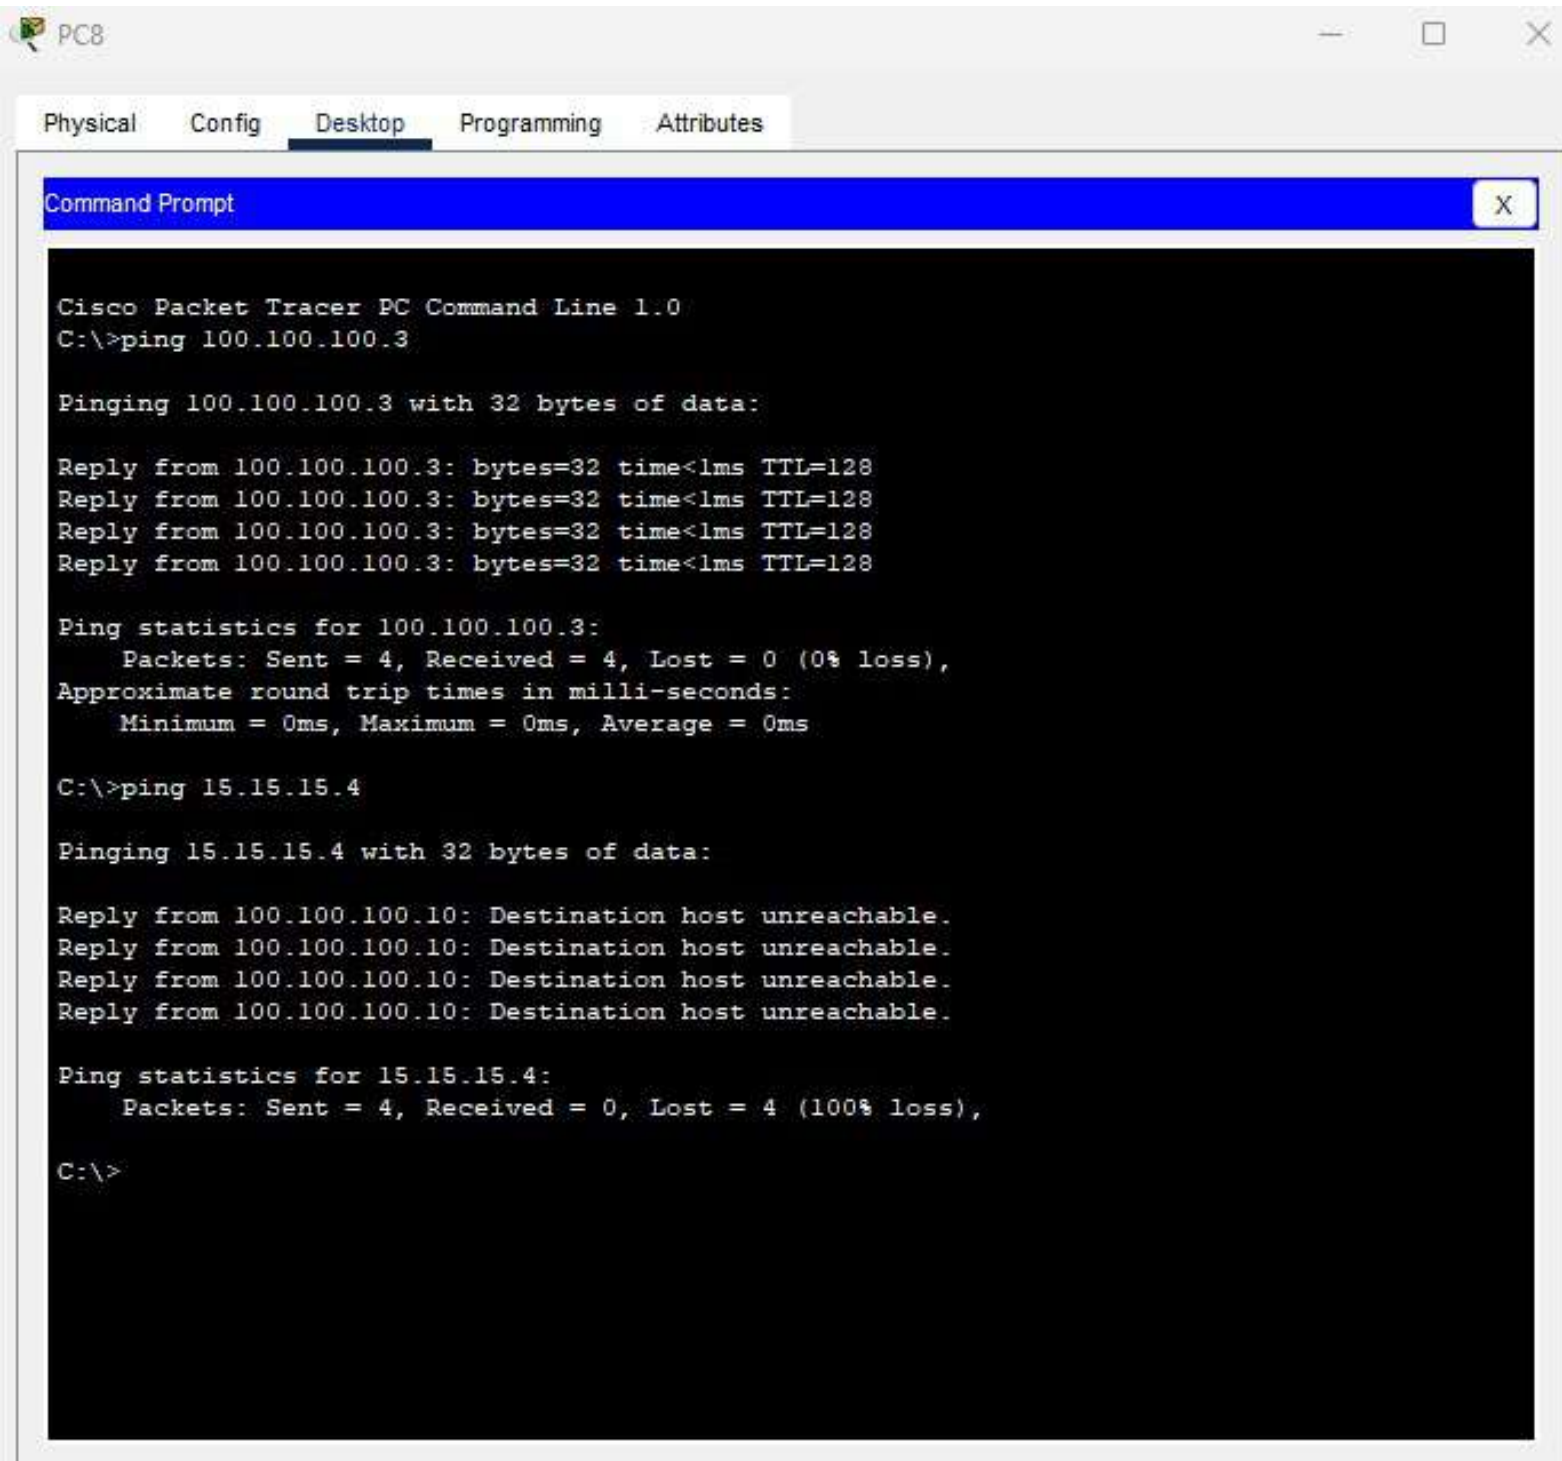 PC8
Physical Config Desktop Programming Attributes
Command Prompt
X
Cisco Packet Tracer PC Command Line 1.0
C:\>ping 100.100.100.3
Pinging 100.100.100.3 with 32 bytes of data:
Reply from 100.100.100.3: bytes=32 time<1ms TTL=128
Reply from 100.100.100.3: bytes=32 time<1ms TTL=128
Reply from 100.100.100.3: bytes=32 time<1ms TTL=128
Reply from 100.100.100.3: bytes=32 time<1ms TTL=128
Ping statistics for 100.100.100.3:
    Packets: Sent = 4, Received = 4, Lost = 0 (0% loss),
Approximate round trip times in milli-seconds:
    Minimum = 0ms, Maximum = 0ms, Average = 0ms
C:\>ping 15.15.15.4
Pinging 15.15.15.4 with 32 bytes of data:
Reply from 100.100.100.10: Destination host unreachable.
Reply from 100.100.100.10: Destination host unreachable.
Reply from 100.100.100.10: Destination host unreachable.
Reply from 100.100.100.10: Destination host unreachable.
Ping statistics for 15.15.15.4:
    Packets: Sent = 4, Received = 0, Lost = 4 (100% loss),
C:\>